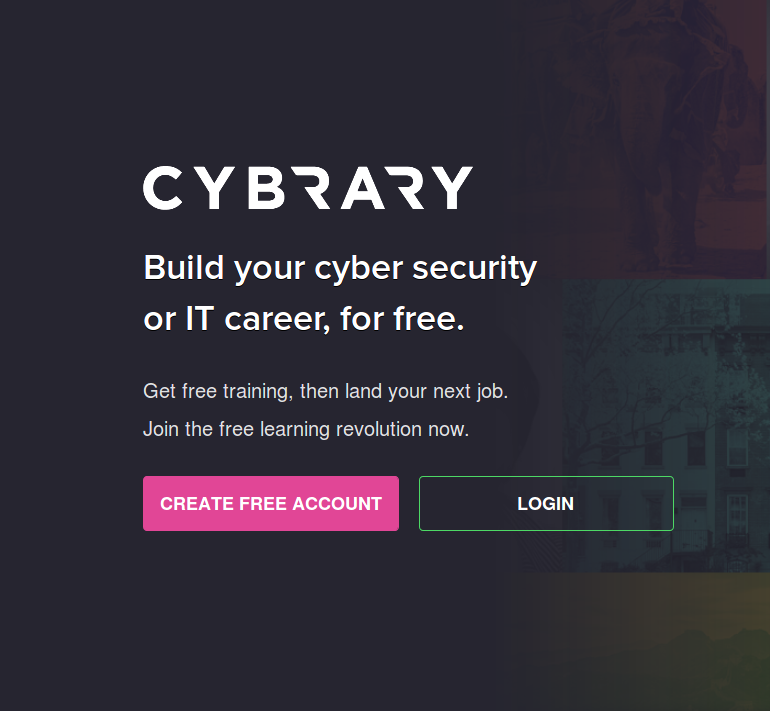 CYBRARY
Build your cyber security
or IT career, for free.
Get free training, then land your next job.
Join the free learning revolution now.
CREATE FREE ACCOUNT
LOGIN